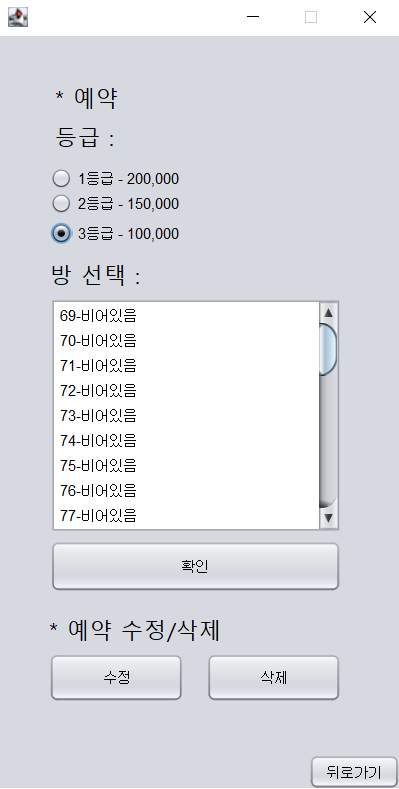 * 예약
등급 :
1등급 - 200,000
2등급 - 150,000
3등급 - 100,000
방 선택 :
69-비어있음
70-비어있음
71-비어있음
72-비어있음
73-비어있음
74-비어있음
75-비어있음
76-비어있음
77-비어있음
확인
* 예약 수정/삭제
수정 삭제
뒤로가기